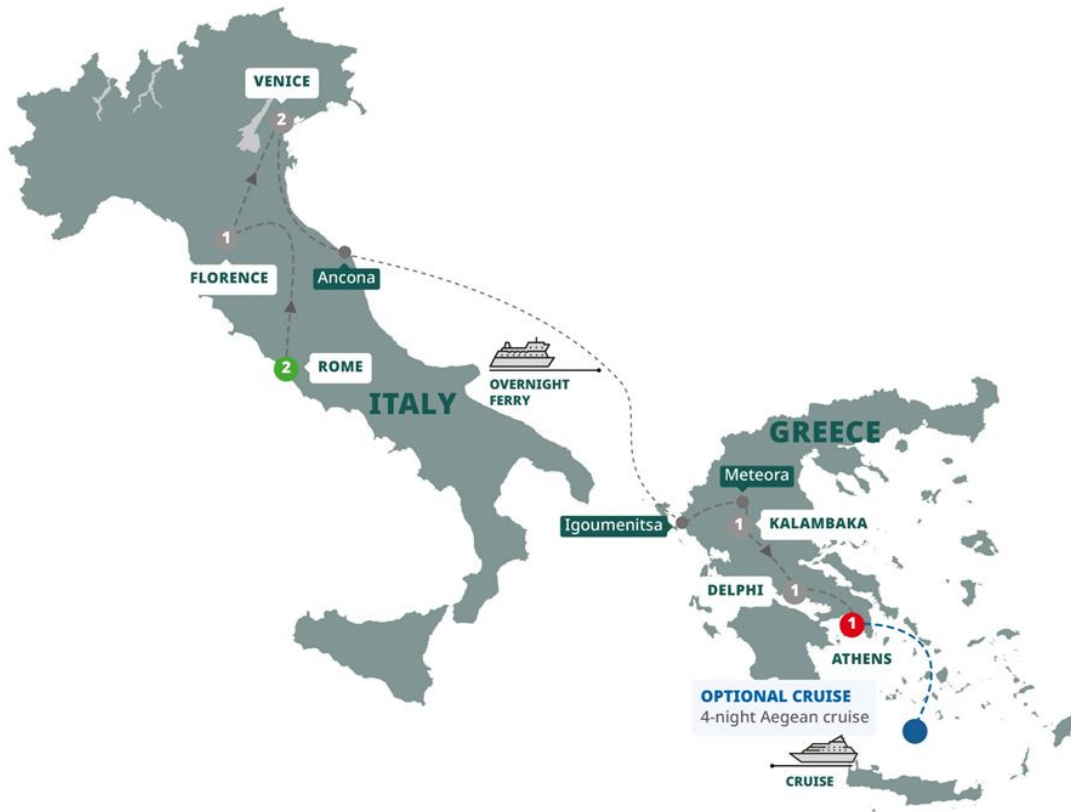 VENICE
2
1
FLORENCE
Ancona
2
ROME
ITALY
OVERNIGHT
FERRY
GREECE
Meteora
Igoumenitsa
1
KALAMBAKA
DELPHI
1
1
ATHENS
OPTIONAL CRUISE
4-night Aegean cruise
CRUISE